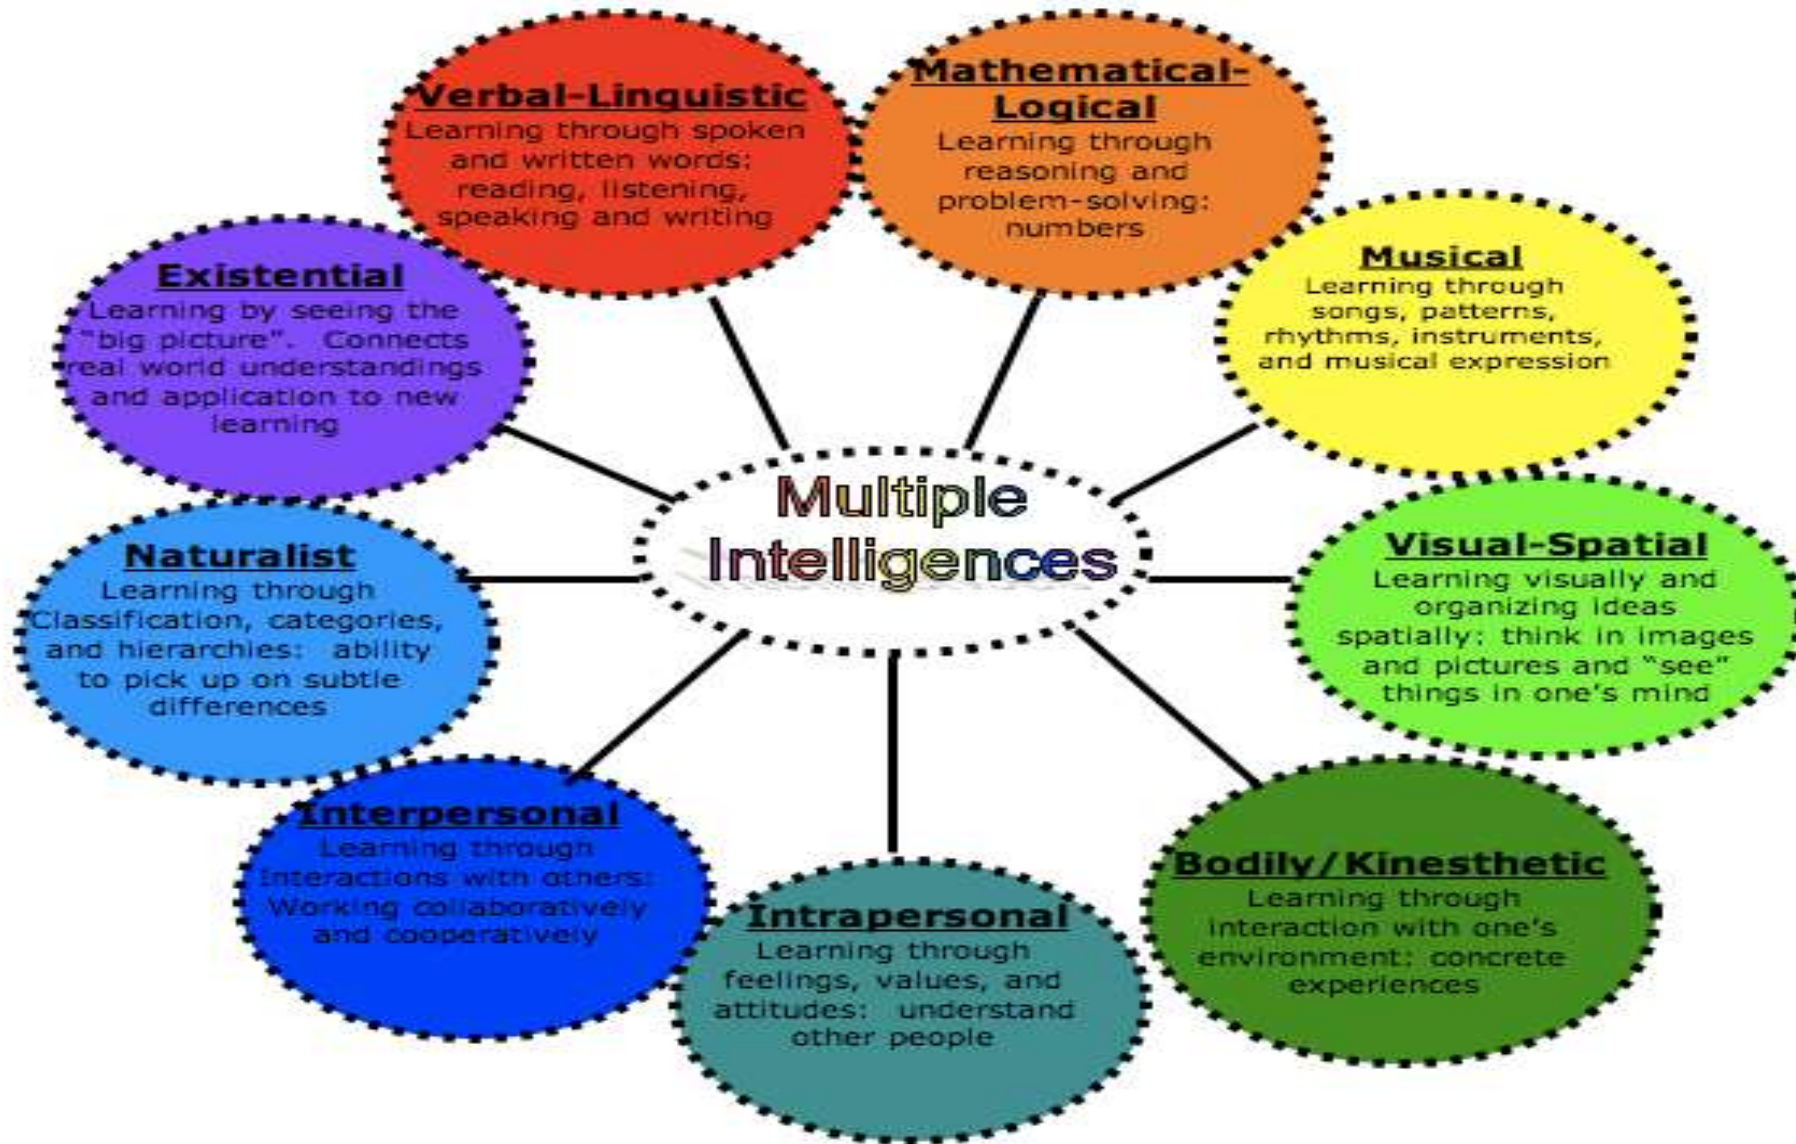 Verbal-Linguistic
Learning through spoken
and written words:
reading, listening,
speaking and writing
Mathematical-
Logical
Learning through
reasoning and
problem-solving:
numbers
Musical
Learning through
songs, patterns,
rhythms, instruments,
and musical expression
Visual-Spatial
Learning visually and
organizing ideas
spatially: think in images
and pictures and “see”
things in one's mind
Bodily/Kinesthetic
Learning through
interaction with one's
environment: concrete
experiences
Intrapersonal
Learning through
feelings, values, and
attitudes: understand
other people
Interpersonal
Learning through
Interactions with others:
Working collaboratively
and cooperatively
Naturalist
Learning through
Classification, categories,
and hierarchies: ability
to pick up on subtle
differences
Existential
Learning by seeing the
“big picture”. Connects
real world understandings
and application to new
learning
Multiple
Intelligences